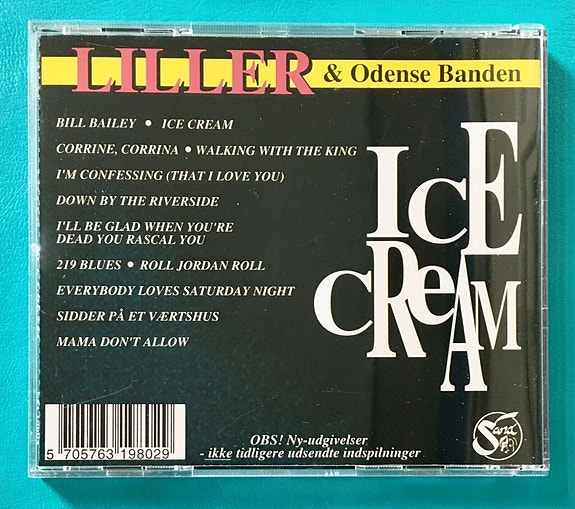 LILLER & Odense Banden
BILL BAILEY • ICE CREAM
CORRINE, CORRINA • WALKING WITH THE KING
I'M CONFESSING (THAT I LOVE YOU)
DOWN BY THE RIVERSIDE
I'LL BE GLAD WHEN YOU'RE
DEAD YOU RASCAL YOU
219 BLUES • ROLL JORDAN ROLL
EVERYBODY LOVES SATURDAY NIGHT
SIDDER PÅ ET VÆRTSHUS
MAMA DON'T ALLOW
ICE
CReAM
5 705763 198029
OBS! Ny-udgivelser
- ikke tidligere udsendte indspilninger